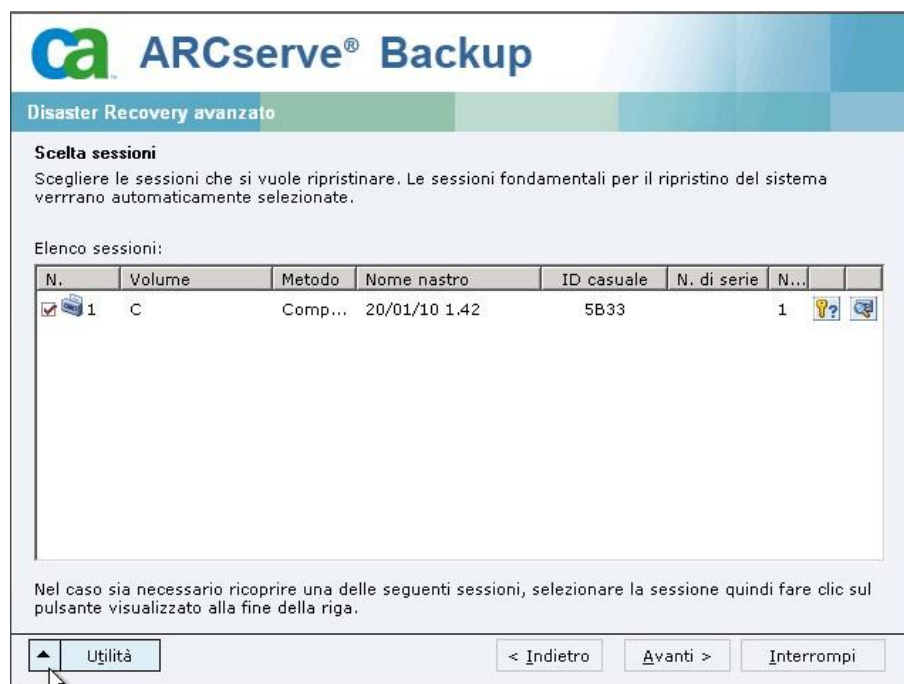 ca ARCserve® Backup
Disaster Recovery avanzato
Scelta sessioni
Scegliere le sessioni che si vuole ripristinare. Le sessioni fondamentali per il ripristino del sistema
verrrano automaticamente selezionate.
Elenco sessioni:
N. Volume Metodo Nome nastro ID casuale N. di serie N...
1 C Comp... 20/01/10 1.42 5B33 1
Nel caso sia necessario ricoprire una delle seguenti sessioni, selezionare la sessione quindi fare clic sul
pulsante visualizzato alla fine della riga.
Utilità < Indietro Avanti > Interrompi